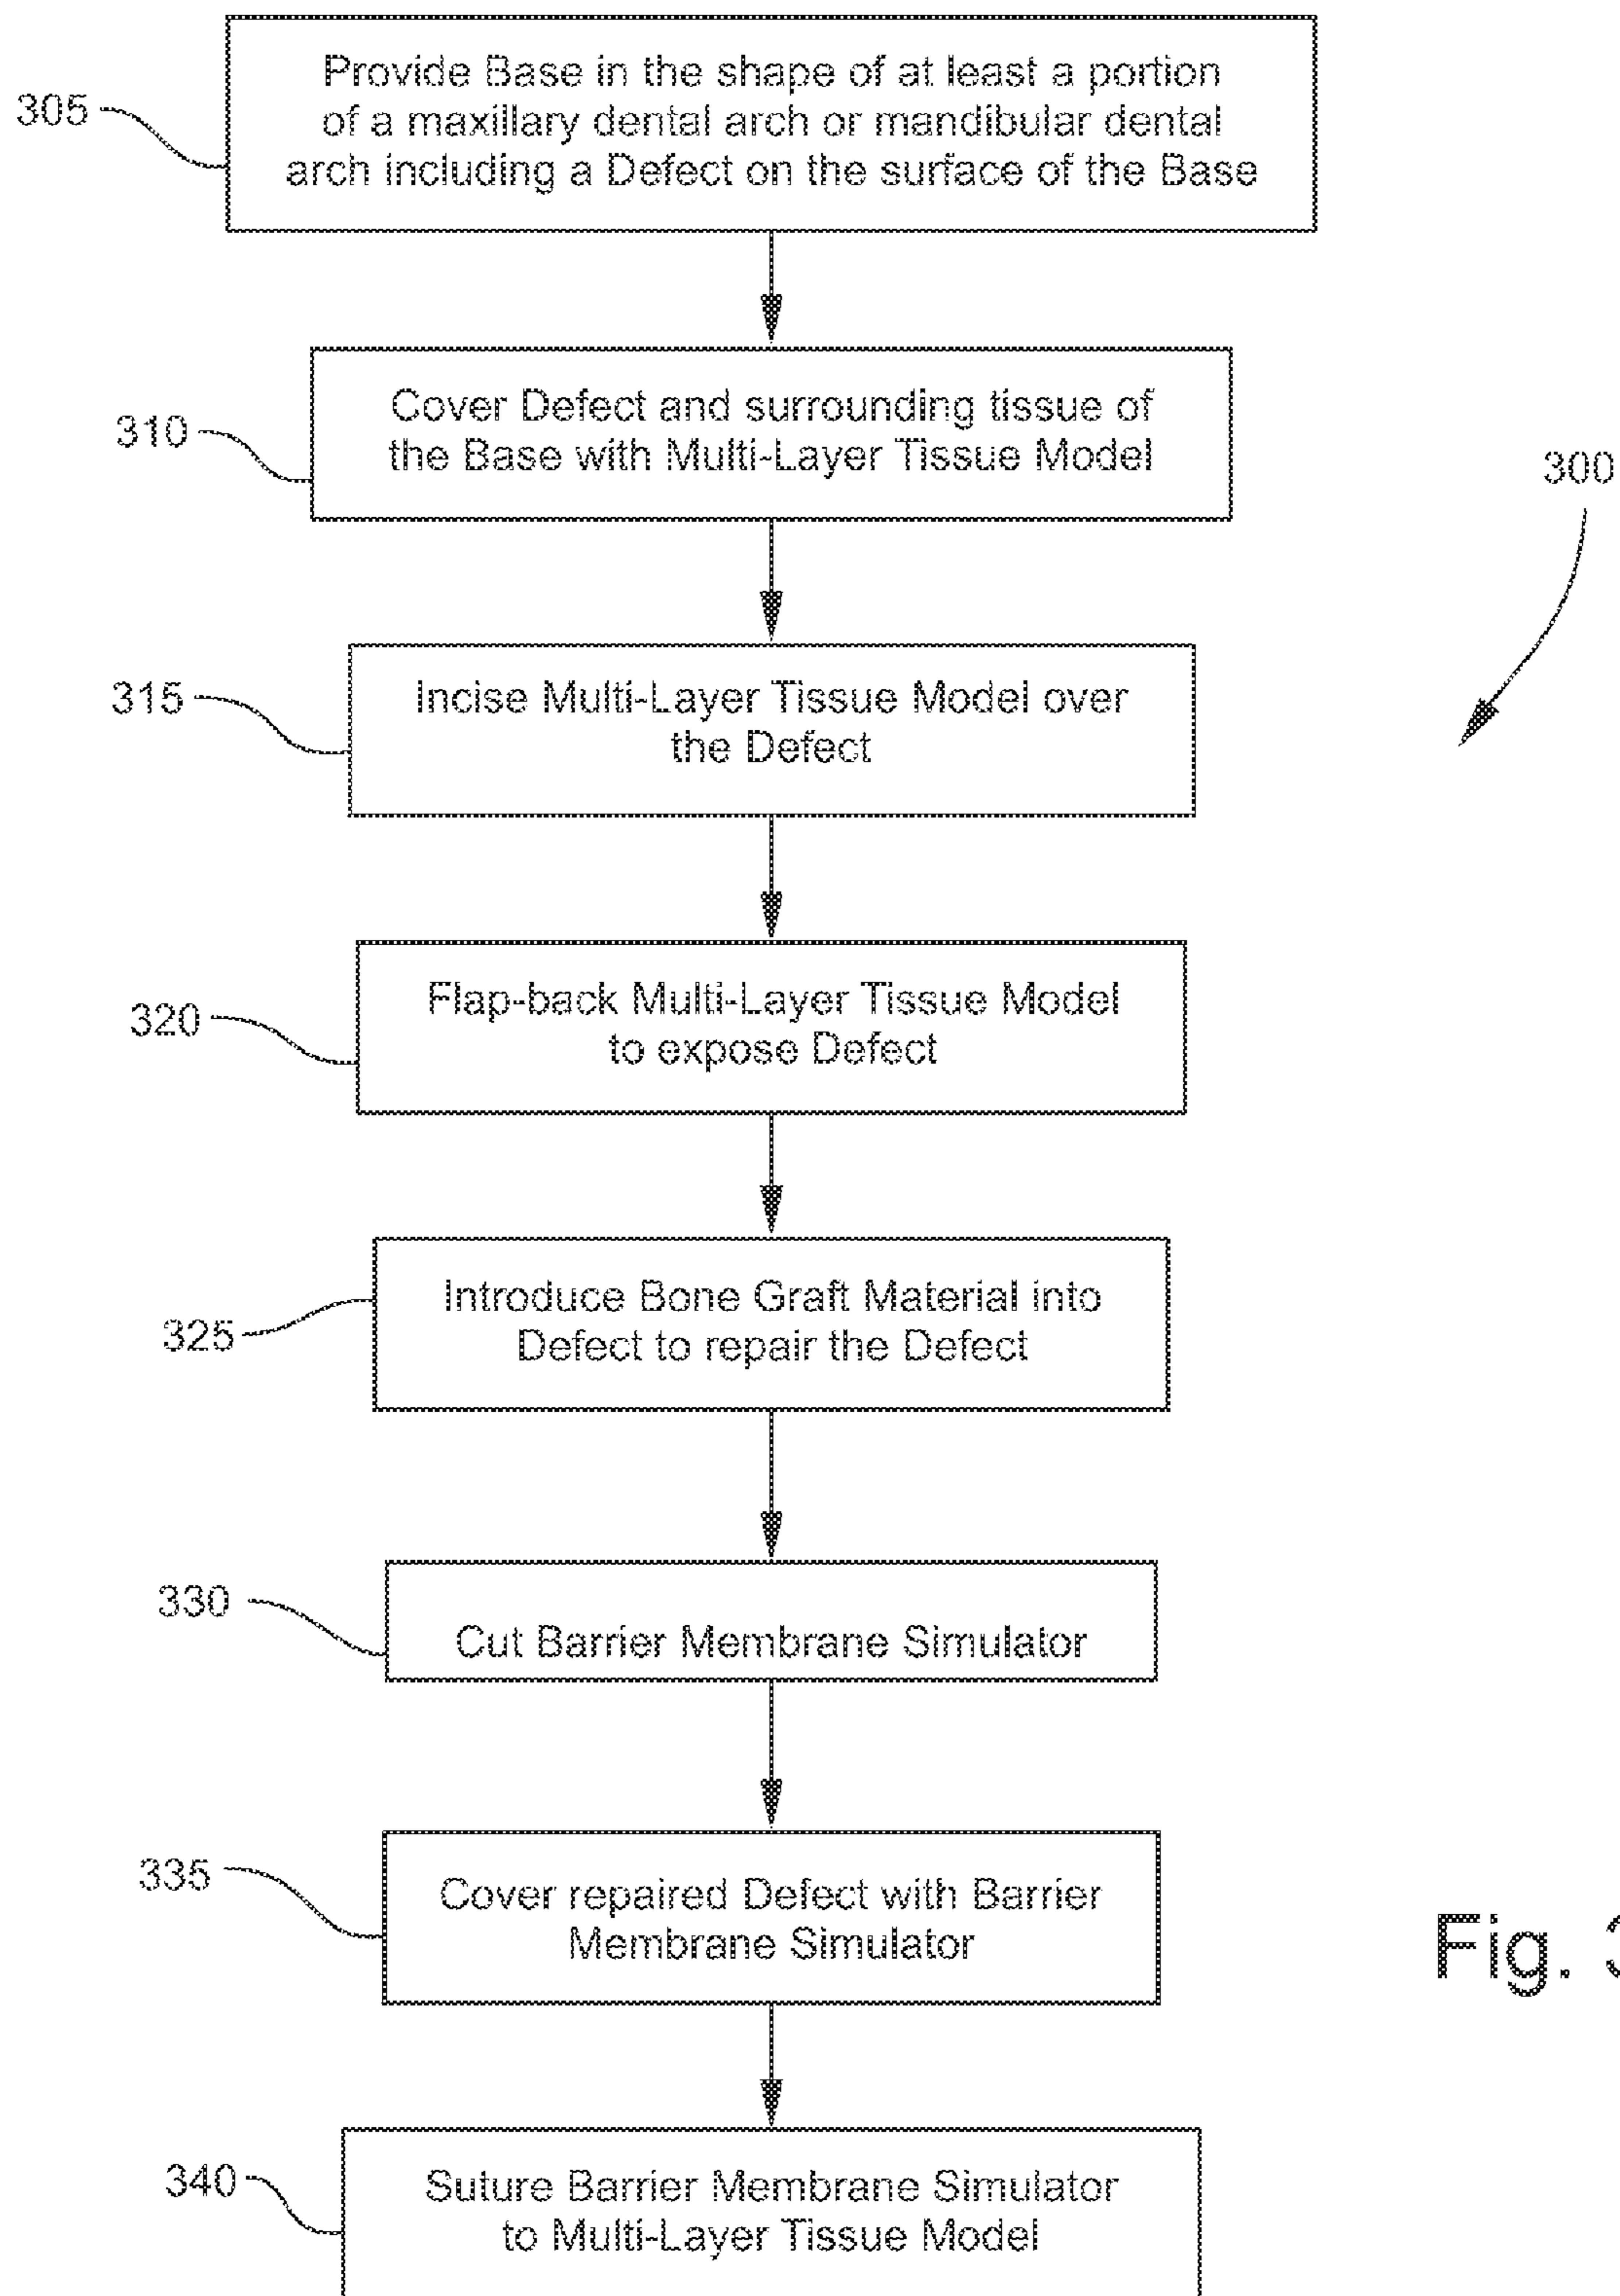 305
Provide Base in the shape of at least a portion
of a maxillary dental arch or mandibular dental
arch including a Defect on the surface of the Base
310
Cover Defect and surrounding tissue of
the Base with Multi-Layer Tissue Model
300
315
Incise Multi-Layer Tissue Model over
the Defect
320
Flap-back Multi-Layer Tissue Model
to expose Defect
325
Introduce Bone Graft Material into
Defect to repair the Defect
330
Cut Barrier Membrane Simulator
335
Cover repaired Defect with Barrier
Membrane Simulator
Fig.
340
Suture Barrier Membrane Simulator
to Multi-Layer Tissue Model